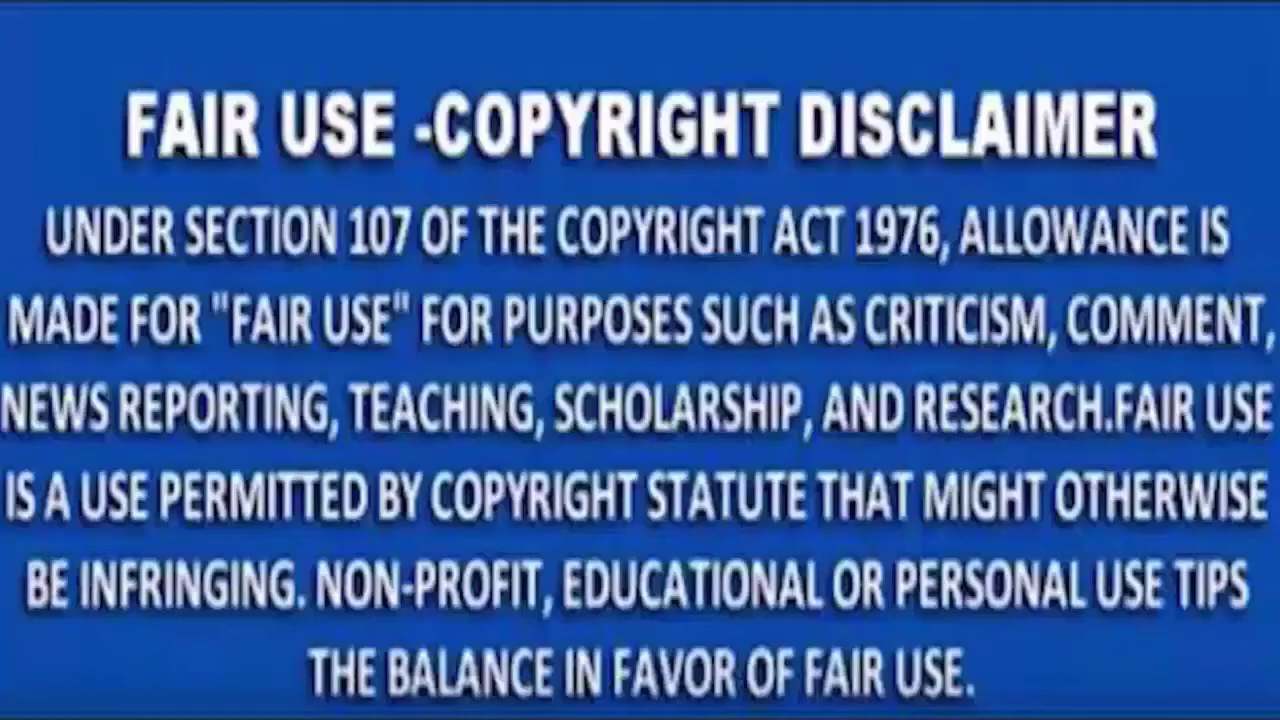 FAIR USE -COPYRIGHT DISCLAIMER
UNDER SECTION 107 OF THE COPYRIGHT ACT 1976, ALLOWANCE IS
MADE FOR "FAIR USE" FOR PURPOSES SUCH AS CRITICISM, COMMENT,
NEWS REPORTING, TEACHING, SCHOLARSHIP, AND RESEARCH.FAIR USE
IS A USE PERMITTED BY COPYRIGHT STATUTE THAT MIGHT OTHERWISE
BE INFRINGING. NON-PROFIT, EDUCATIONAL OR PERSONAL USE TIPS
THE BALANCE IN FAVOR OF FAIR USE.